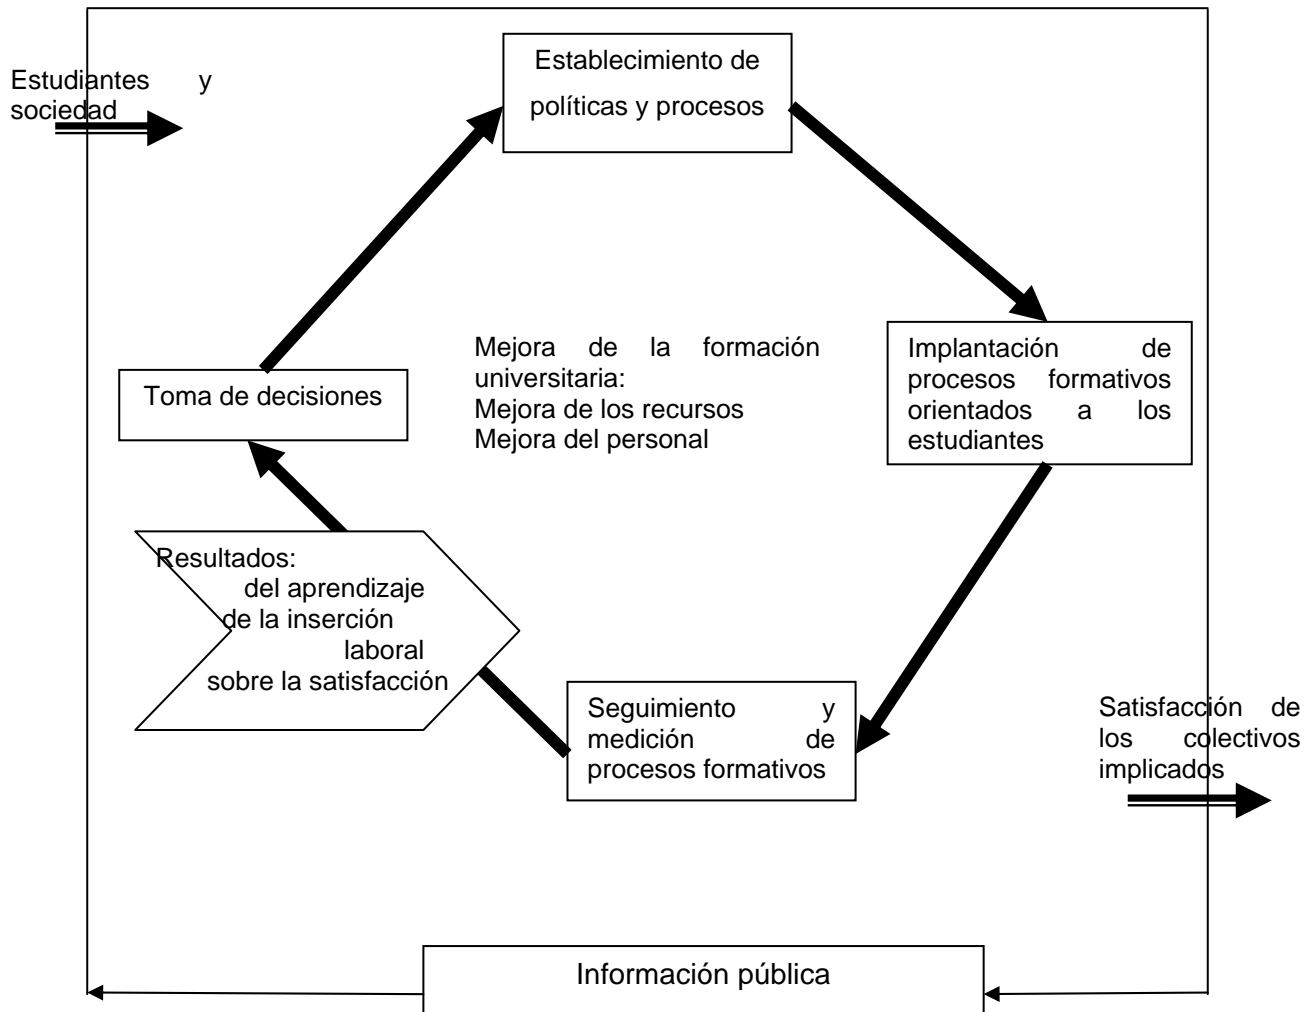 Establecimiento de
políticas y procesos
Estudiantes y
sociedad
Mejora de la formación
universitaria:
Mejora de los recursos
Mejora del personal
Implantación de
procesos formativos
orientados a los
estudiantes
Toma de decisiones
Resultados:
del aprendizaje
de la inserción
laboral
sobre la satisfacción
Seguimiento y
medición de
procesos formativos
Satisfacción de
los colectivos
implicados
Información pública